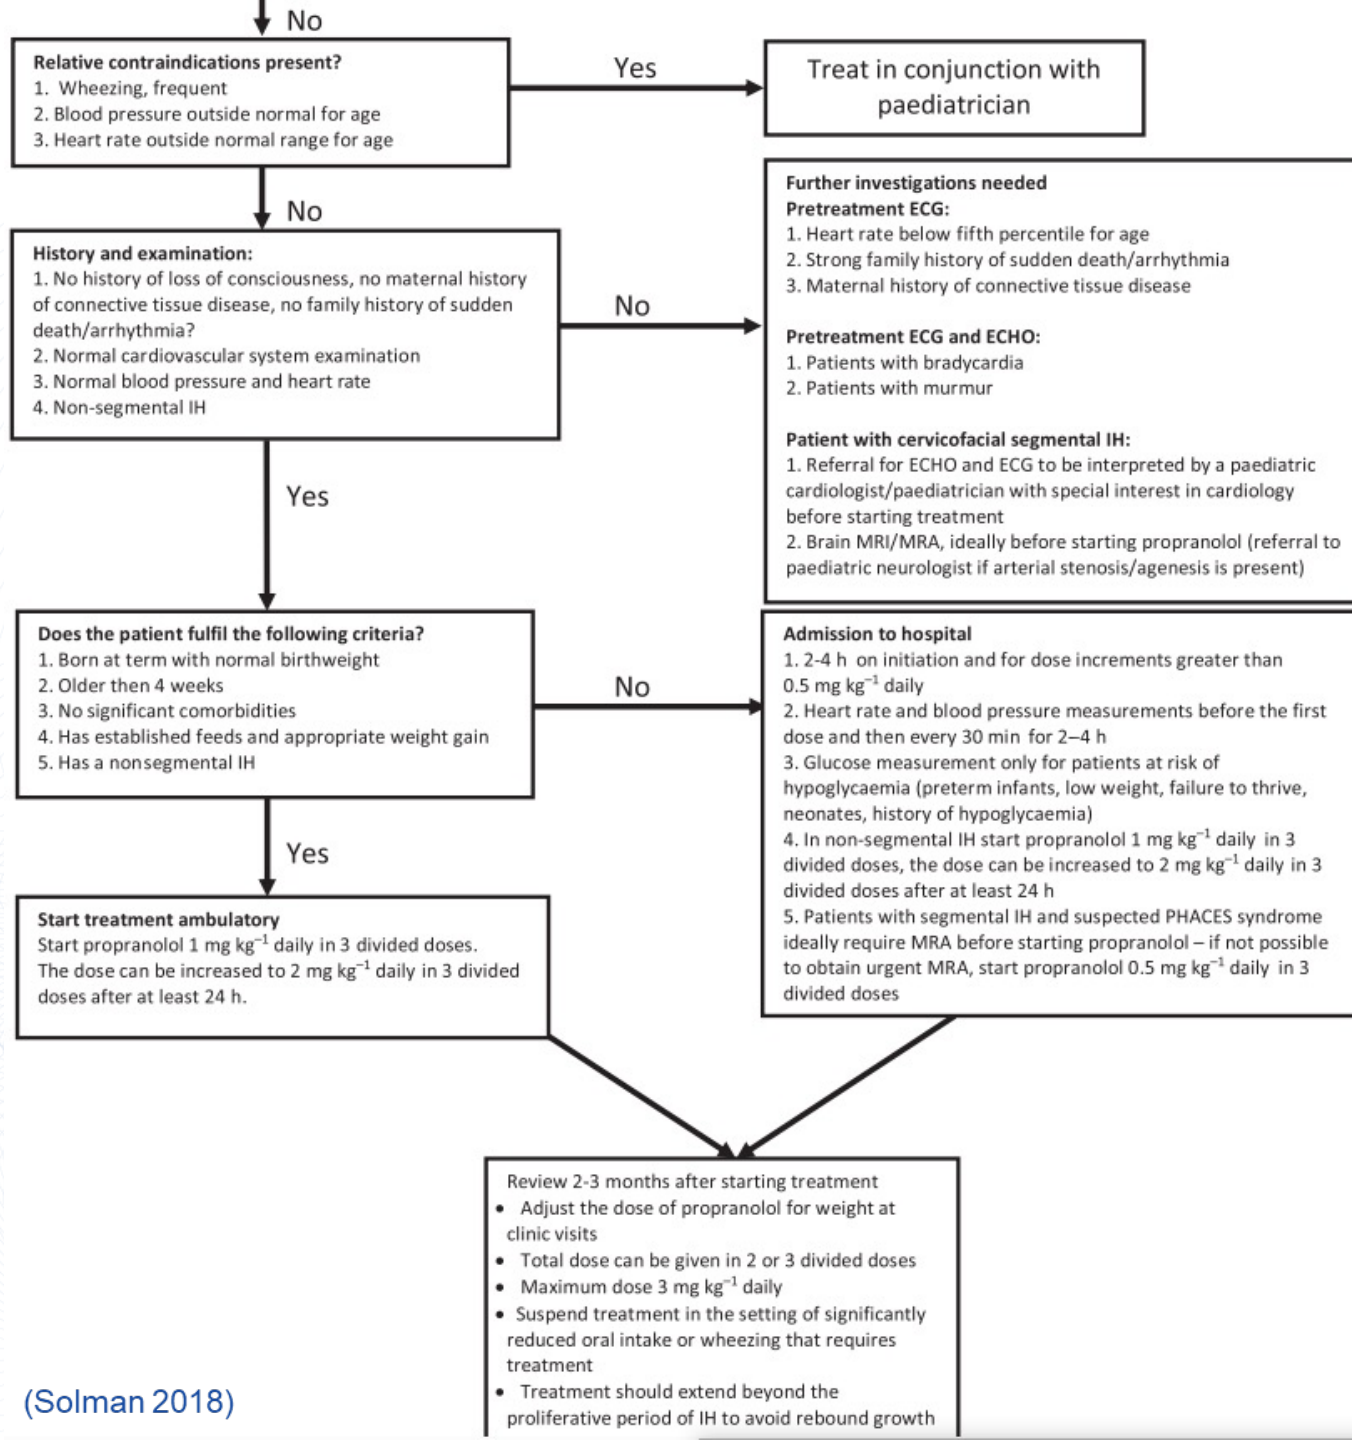 No
Relative contraindications present?
1. Wheezing, frequent
2. Blood pressure outside normal for age
3. Heart rate outside normal range for age
Yes
Treat in conjunction with
paediatrician
No
History and examination:
1. No history of loss of consciousness, no maternal history
of connective tissue disease, no family history of sudden
death/arrhythmia?
2. Normal cardiovascular system examination
3. Normal blood pressure and heart rate
4. Non-segmental IH
No
Further investigations needed
Pretreatment ECG:
1. Heart rate below fifth percentile for age
2. Strong family history of sudden death/arrhythmia
3. Maternal history of connective tissue disease
Pretreatment ECG and ECHO:
1. Patients with bradycardia
2. Patients with murmur
Patient with cervicofacial segmental IH:
1. Referral for ECHO and ECG to be interpreted by a paediatric
cardiologist/paediatrician with special interest in cardiology
before starting treatment
2. Brain MRI/MRA, ideally before starting propranolol (referral to
paediatric neurologist if arterial stenosis/agenesis is present)
Yes
Does the patient fulfil the following criteria?
1. Born at term with normal birthweight
2. Older then 4 weeks
3. No significant comorbidities
4. Has established feeds and appropriate weight gain
5. Has a nonsegmental IH
No
Admission to hospital
1. 2-4 h on initiation and for dose increments greater than
0.5 mg kg⁻¹ daily
2. Heart rate and blood pressure measurements before the first
dose and then every 30 min for 2–4 h
3. Glucose measurement only for patients at risk of
hypoglycaemia (preterm infants, low weight, failure to thrive,
neonates, history of hypoglycaemia)
4. In non-segmental IH start propranolol 1 mg kg⁻¹ daily in 3
divided doses, the dose can be increased to 2 mg kg⁻¹ daily in 3
divided doses after at least 24 h
5. Patients with segmental IH and suspected PHACES syndrome
ideally require MRA before starting propranolol – if not possible
to obtain urgent MRA, start propranolol 0.5 mg kg⁻¹ daily in 3
divided doses
Yes
Start treatment ambulatory
Start propranolol 1 mg kg⁻¹ daily in 3 divided doses.
The dose can be increased to 2 mg kg⁻¹ daily in 3 divided
doses after at least 24 h.
Review 2-3 months after starting treatment
• Adjust the dose of propranolol for weight at
clinic visits
• Total dose can be given in 2 or 3 divided doses
• Maximum dose 3 mg kg⁻¹ daily
• Suspend treatment in the setting of significantly
reduced oral intake or wheezing that requires
treatment
• Treatment should extend beyond the
proliferative period of IH to avoid rebound growth
(Solman 2018)